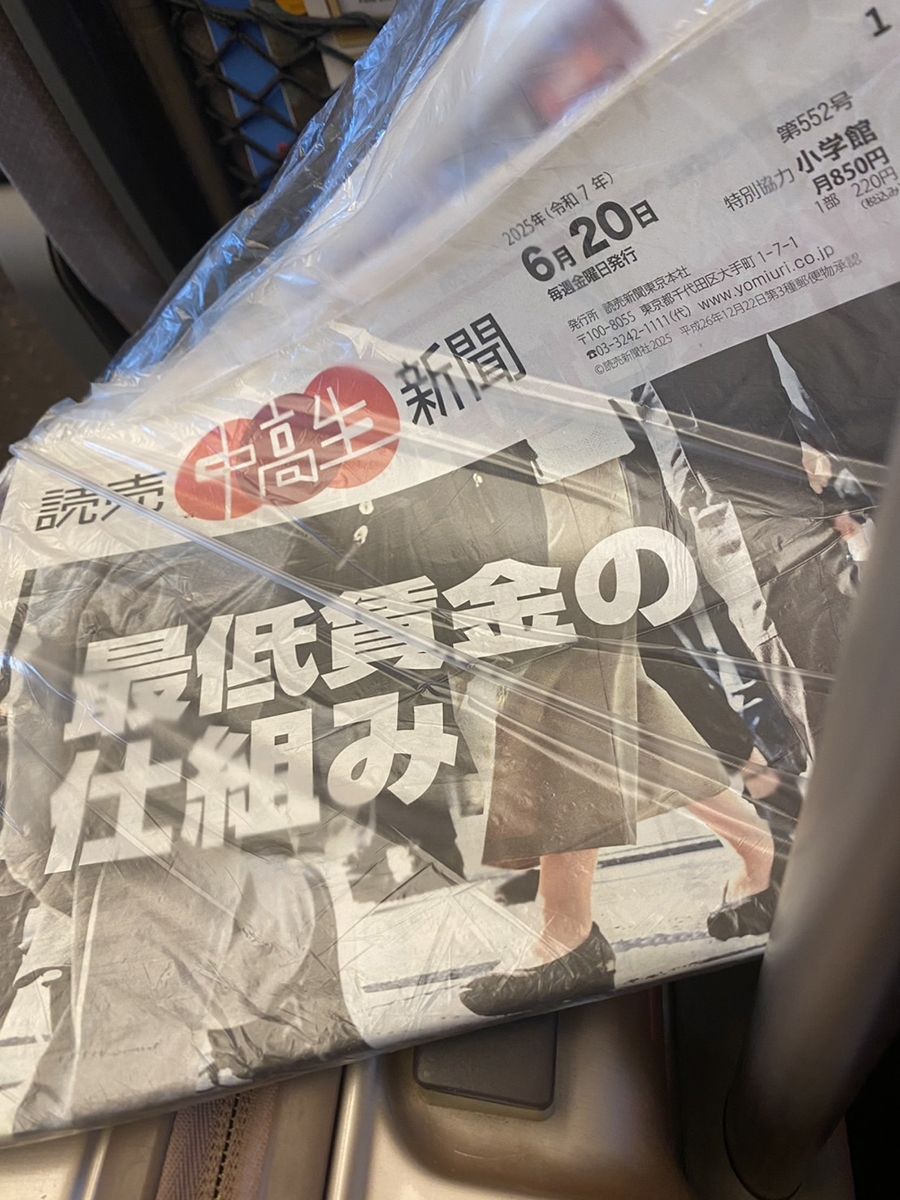 1
第552号
特別協力 小学館
月850円
1部 220円
(税込み)
2025年(令和7年)
6月20日
毎週金曜日発行
発行所 読売新聞東京本社
〒100-8055 東京都千代田区大手町1-7-1
☎03-3242-1111(代) www.yomiuri.co.jp
©読売新聞社2025 平成26年12月22日第3種郵便物承認
読売中高生新聞
最低賃金の
仕組み